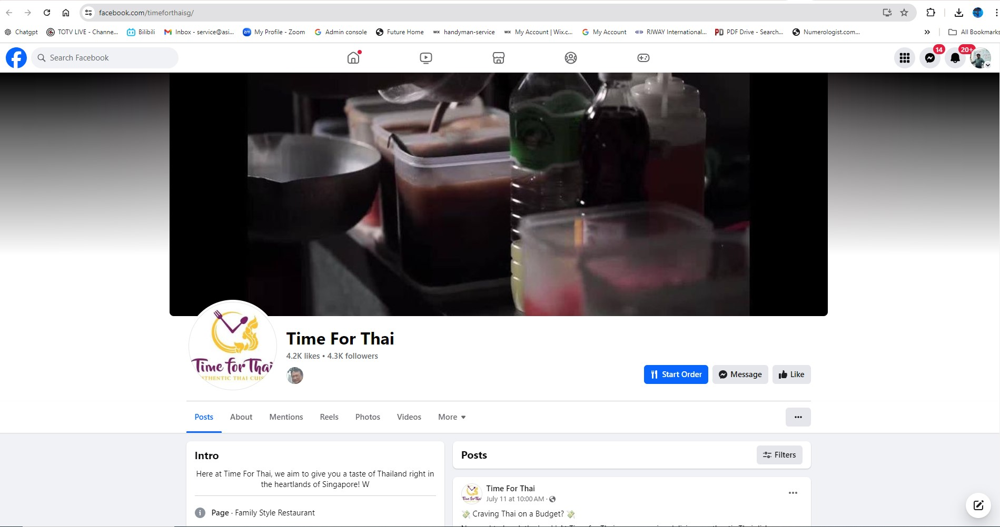 facebook.com/timeforthaisg/
Chatgpt TOTV LIVE - Channe... Bilibili Inbox - service@asi... My Profile - Zoom Admin console Future Home handyman-service My Account | Wix.c... My Account RIWAY International... PDF Drive - Search... Numerologist.com... » All Bookmarks
Search Facebook 14 20+
Time for Thai
Time For Thai
4.2K likes • 4.3K followers
Start Order Message Like
Posts About Mentions Reels Photos Videos More
Intro
Here at Time For Thai, we aim to give you a taste of Thailand right in
the heartlands of Singapore! W
Page · Family Style Restaurant
Posts Filters
Time For Thai
July 11 at 10:00 AM ·
💸 Craving Thai on a Budget? 💸